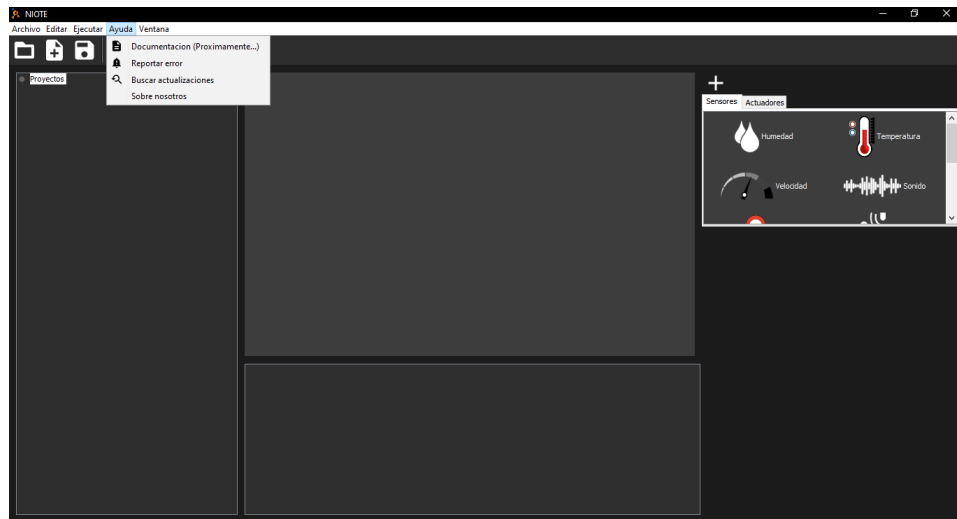 NIOTE
Archivo Editar Ejecutar Ayuda Ventana
Documentacion (Proximamente...)
Reportar error
Buscar actualizaciones
Sobre nosotros
Proyectos
Sensores Actuadores
Humedad Temperatura
Velocidad Sonido